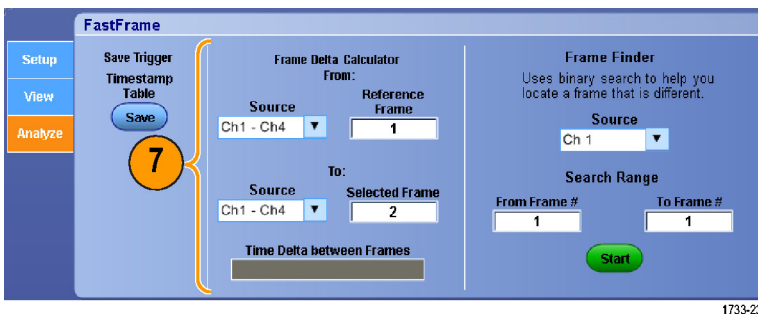 FastFrame
Setup
View
Analyze
Save Trigger
Timestamp
Table
Save
7
Frame Delta Calculator
From:
Source
Reference
Frame
Ch1 - Ch4
1
To:
Source
Selected Frame
Ch1 - Ch4
2
Time Delta between Frames
Frame Finder
Uses binary search to help you
locate a frame that is different.
Source
Ch 1
Search Range
From Frame #
To Frame #
1
1
Start